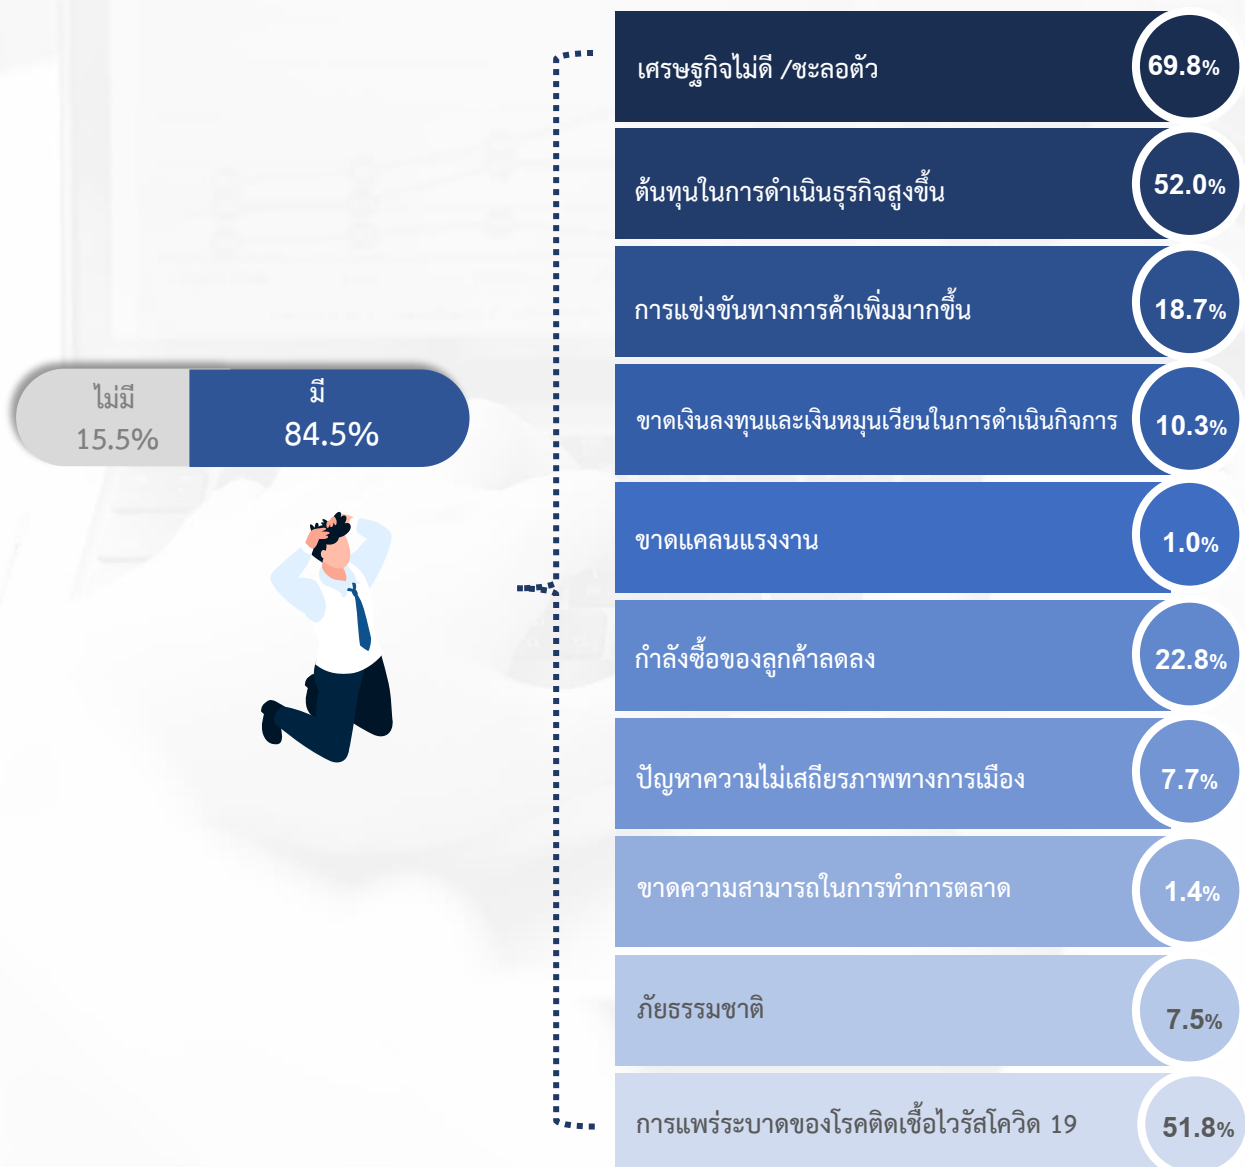 เศรษฐกิจไม่ดี /ชะลอตัว
69.8%
ต้นทุนในการดำเนินธุรกิจสูงขึ้น
52.0%
การแข่งขันทางการค้าเพิ่มมากขึ้น
18.7%
ไม่มี
15.5%
มี
84.5%
ขาดเงินลงทุนและเงินหมุนเวียนในการดำเนินกิจการ
10.3%
ขาดแคลนแรงงาน
1.0%
กำลังซื้อของลูกค้าลดลง
22.8%
ปัญหาความไม่เสถียรภาพทางการเมือง
7.7%
ขาดความสามารถในการทำการตลาด
1.4%
ภัยธรรมชาติ
7.5%
การแพร่ระบาดของโรคติดเชื้อไวรัสโควิด 19
51.8%